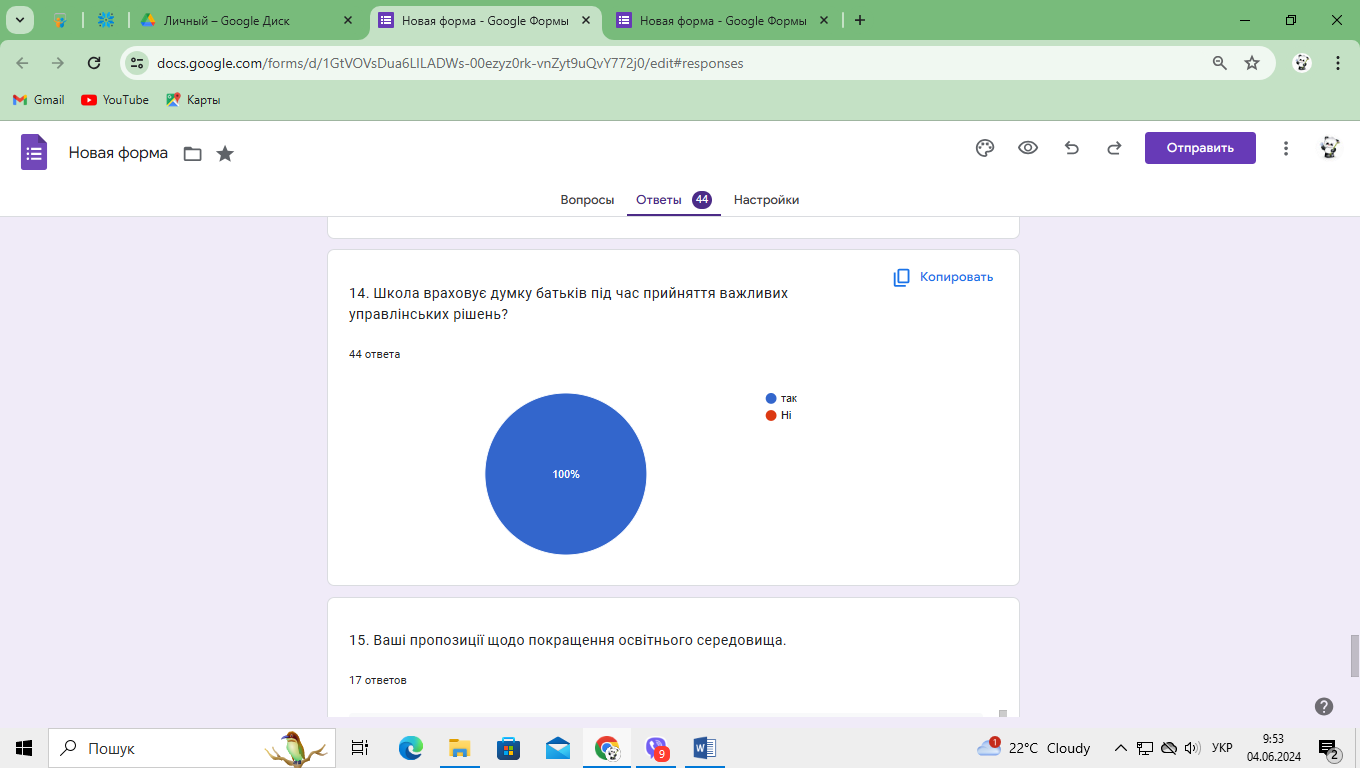 Личный – Google Диск
Новая форма - Google Формы
Новая форма - Google Формы
docs.google.com/forms/d/1GtVOVsDua6LlLADWs-00ezyz0rk-vnZyt9uQvY772j0/edit#responses
Gmail
YouTube
Карты
Новая форма
Отправить
Вопросы
Ответы 44
Настройки
Копировать
14. Школа враховує думку батьків під час прийняття важливих
управлінських рішень?
44 ответа
так
Ні
100%
15. Ваші пропозиції щодо покращення освітнього середовища.
17 ответов
Пошук
9
1
22°C Cloudy
УКР
9:53
04.06.2024
2